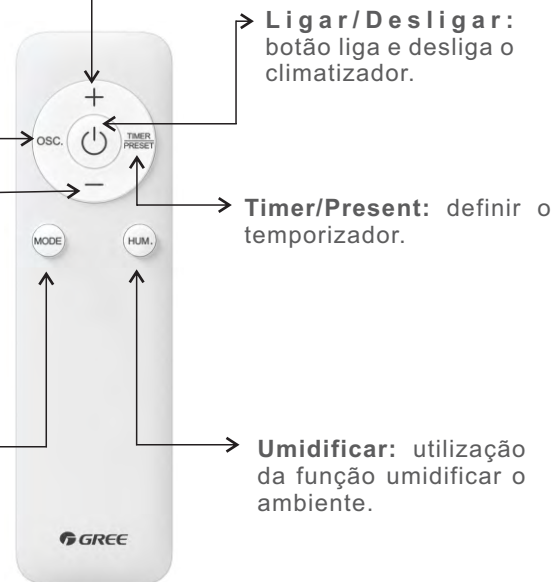 Ligar/Desligar:
botão liga e desliga o
climatizador.
+
OSC.
TIMER
PRESET
−
Timer/Present: definir o
temporizador.
MODE
HUM.
Umidificar: utilização
da função umidificar o
ambiente.
GREE